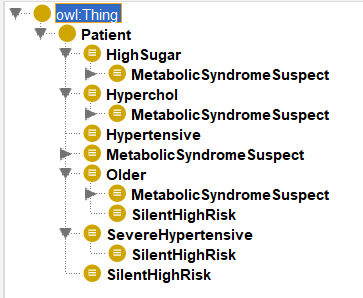 owl:Thing
Patient
HighSugar
MetabolicSyndromeSuspect
Hyperchol
MetabolicSyndromeSuspect
Hypertensive
MetabolicSyndromeSuspect
Older
MetabolicSyndromeSuspect
SilentHighRisk
SevereHypertensive
SilentHighRisk
SilentHighRisk